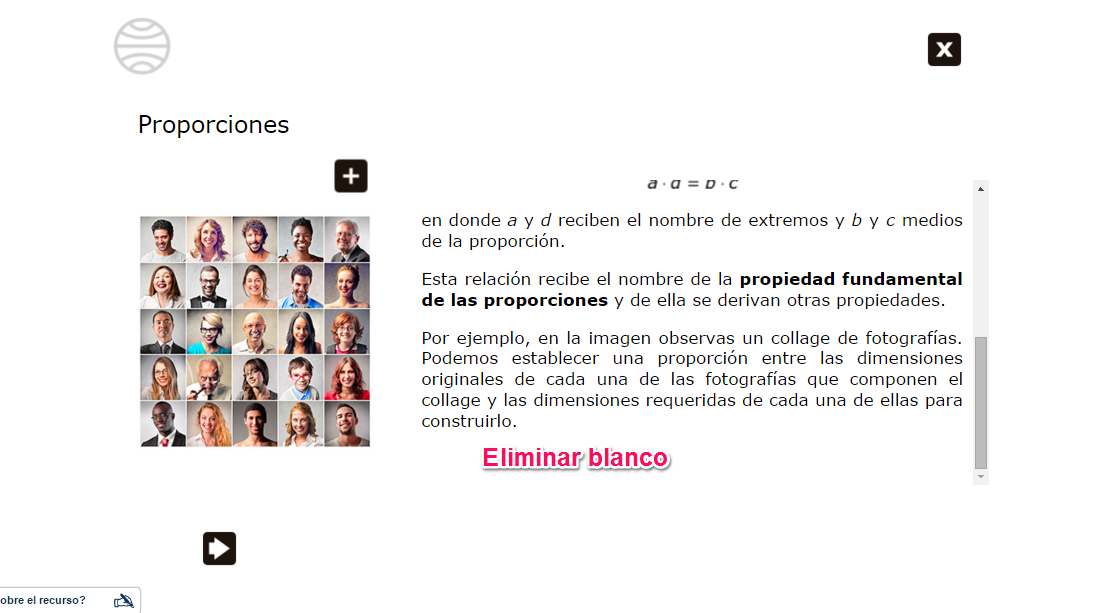 Proporciones
a · d = b · c
en donde a y d reciben el nombre de extremos y b y c medios
de la proporción.
Esta relación recibe el nombre de la propiedad fundamental
de las proporciones y de ella se derivan otras propiedades.
Por ejemplo, en la imagen observas un collage de fotografías.
Podemos establecer una proporción entre las dimensiones
originales de cada una de las fotografías que componen el
collage y las dimensiones requeridas de cada una de ellas para
construirlo.
Eliminar blanco
obre el recurso?